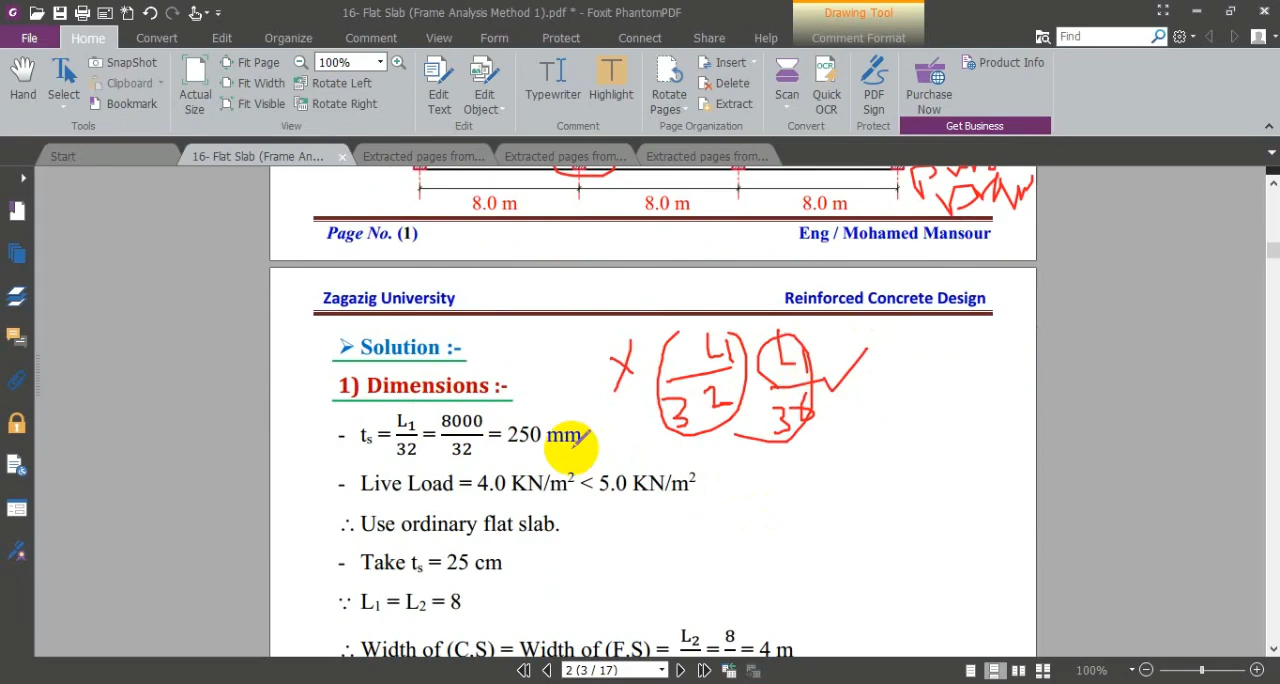 16- Flat Slab (Frame Analysis Method 1).pdf * - Foxit PhantomPDF
Drawing Tool
File Home Convert Edit Organize Comment View Form Protect Connect Share Help Comment Format Find
Hand Select SnapShot Clipboard Bookmark
Actual Size Fit Page Fit Width Fit Visible 100% Rotate Left Rotate Right
Edit Text Edit Object Typewriter Highlight
Rotate Pages Insert Delete Extract
Scan Quick OCR PDF Sign Purchase Now Product Info
Tools View Edit Comment Page Organization Convert Protect Get Business
Start 16- Flat Slab (Frame An... Extracted pages from... Extracted pages from... Extracted pages from...
8.0 m 8.0 m 8.0 m
Page No. (1) Eng / Mohamed Mansour
Zagazig University Reinforced Concrete Design
➢ Solution :-
1) Dimensions :-
- ts = L1/32 = 8000/32 = 250 mm
X (L1/32) L1/36 ✓
- Live Load = 4.0 KN/m² < 5.0 KN/m²
∴ Use ordinary flat slab.
- Take ts = 25 cm
∵ L1 = L2 = 8
∴ Width of (C.S) = Width of (F.S) = L2 = 8 = 4 m
2 (3 / 17) 100%